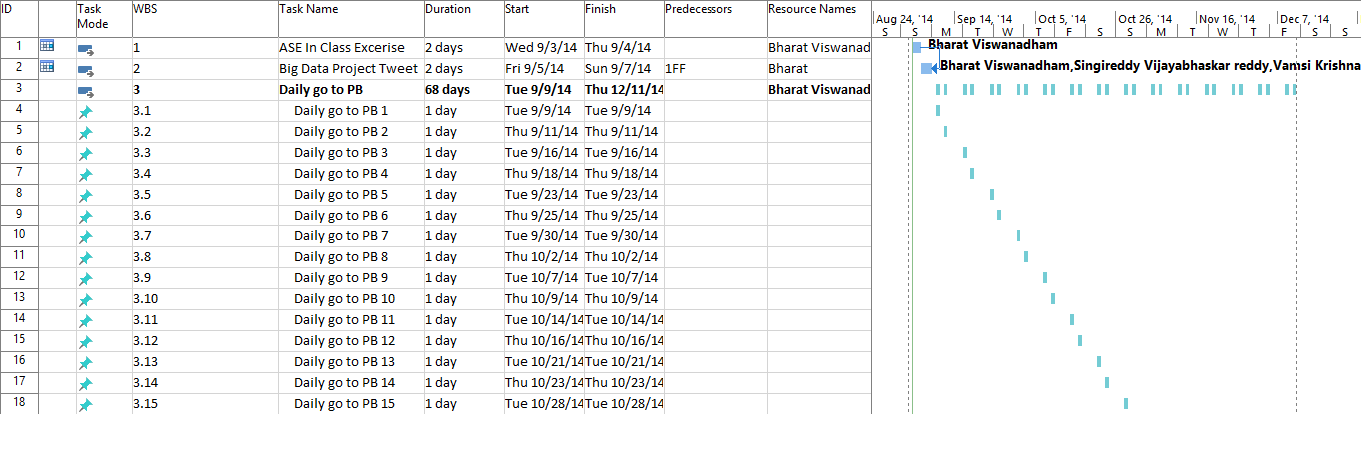 ID Task Mode WBS Task Name Duration Start Finish Predecessors Resource Names
Aug 24, '14 Sep 14, '14 Oct 5, '14 Oct 26, '14 Nov 16, '14 Dec 7, '14
S S M T W T F S S M T W T F S S
1 1 ASE In Class Excerise 2 days Wed 9/3/14 Thu 9/4/14 Bharat Viswanad Bharat Viswanadham
2 2 Big Data Project Tweet 2 days Fri 9/5/14 Sun 9/7/14 1FF Bharat Bharat Viswanadham,Singireddy Vijayabhaskar reddy,Vamsi Krishna
3 3 Daily go to PB 68 days Tue 9/9/14 Thu 12/11/14 Bharat Viswanad
4 3.1 Daily go to PB 1 1 day Tue 9/9/14 Tue 9/9/14
5 3.2 Daily go to PB 2 1 day Thu 9/11/14 Thu 9/11/14
6 3.3 Daily go to PB 3 1 day Tue 9/16/14 Tue 9/16/14
7 3.4 Daily go to PB 4 1 day Thu 9/18/14 Thu 9/18/14
8 3.5 Daily go to PB 5 1 day Tue 9/23/14 Tue 9/23/14
9 3.6 Daily go to PB 6 1 day Thu 9/25/14 Thu 9/25/14
10 3.7 Daily go to PB 7 1 day Tue 9/30/14 Tue 9/30/14
11 3.8 Daily go to PB 8 1 day Thu 10/2/14 Thu 10/2/14
12 3.9 Daily go to PB 9 1 day Tue 10/7/14 Tue 10/7/14
13 3.10 Daily go to PB 10 1 day Thu 10/9/14 Thu 10/9/14
14 3.11 Daily go to PB 11 1 day Tue 10/14/14 Tue 10/14/14
15 3.12 Daily go to PB 12 1 day Thu 10/16/14 Thu 10/16/14
16 3.13 Daily go to PB 13 1 day Tue 10/21/14 Tue 10/21/14
17 3.14 Daily go to PB 14 1 day Thu 10/23/14 Thu 10/23/14
18 3.15 Daily go to PB 15 1 day Tue 10/28/14 Tue 10/28/14